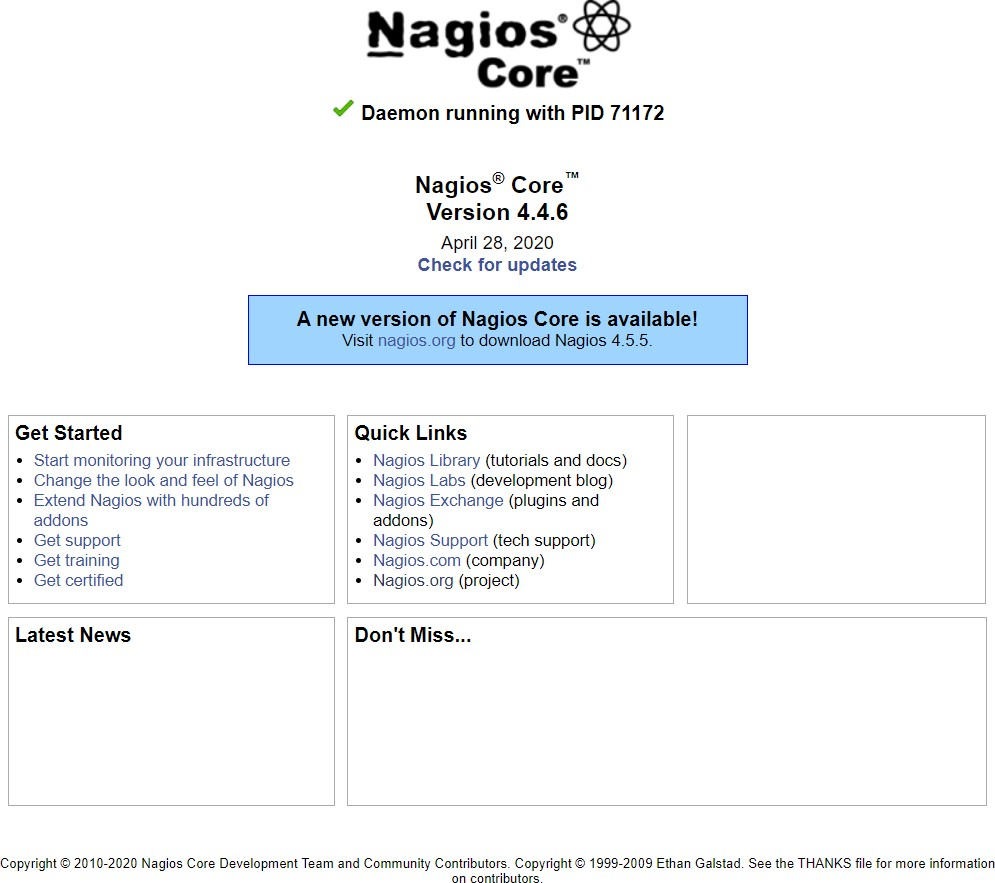 Nagios®
Core™
Daemon running with PID 71172
Nagios® Core™
Version 4.4.6
April 28, 2020
Check for updates
A new version of Nagios Core is available!
Visit nagios.org to download Nagios 4.5.5.
Get Started
• Start monitoring your infrastructure
• Change the look and feel of Nagios
• Extend Nagios with hundreds of
addons
• Get support
• Get training
• Get certified
Quick Links
• Nagios Library (tutorials and docs)
• Nagios Labs (development blog)
• Nagios Exchange (plugins and
addons)
• Nagios Support (tech support)
• Nagios.com (company)
• Nagios.org (project)
Latest News
Don't Miss...
Copyright © 2010-2020 Nagios Core Development Team and Community Contributors. Copyright © 1999-2009 Ethan Galstad. See the THANKS file for more information
on contributors.